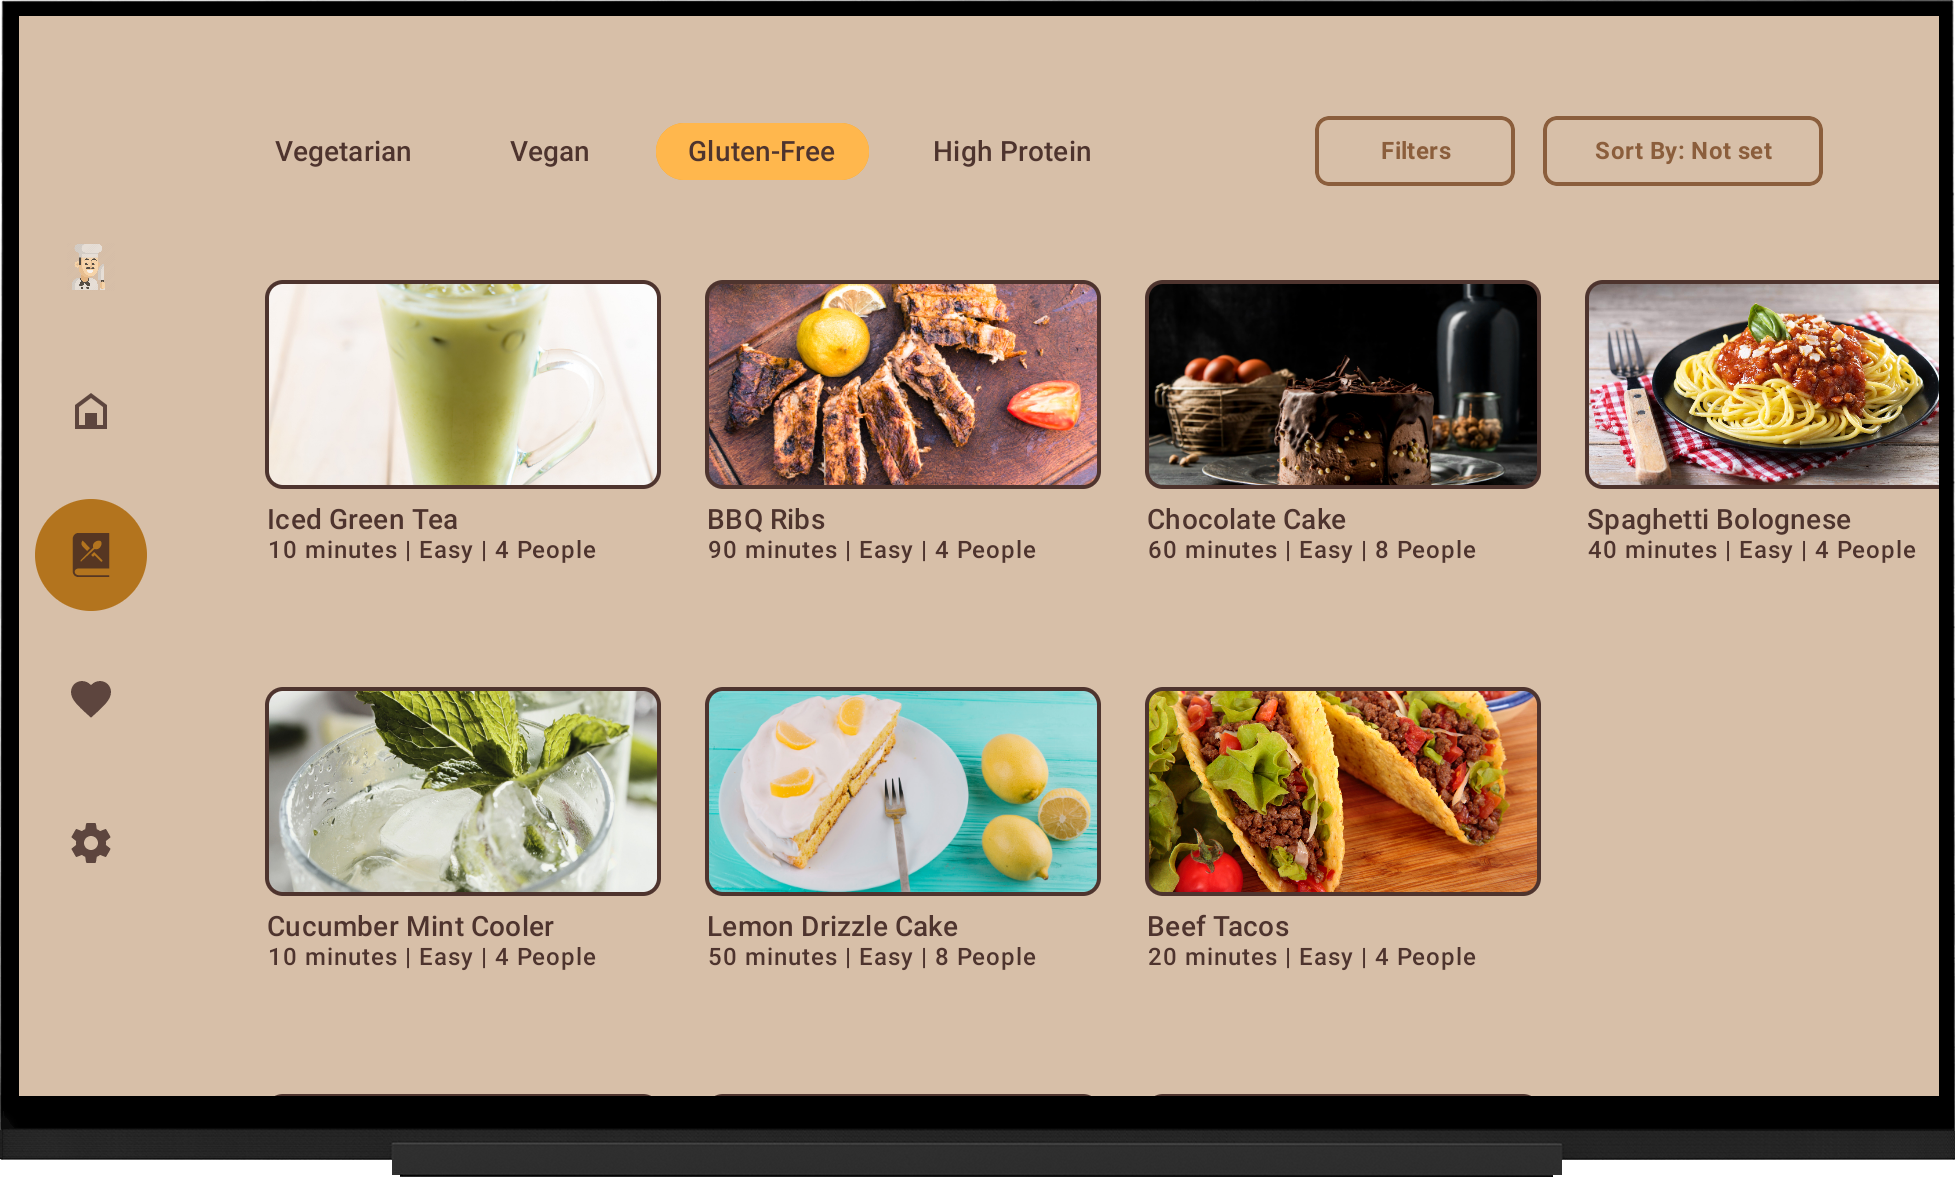 Vegetarian
Vegan
Gluten-Free
High Protein
Filters
Sort By: Not set
Iced Green Tea
10 minutes | Easy | 4 People
BBQ Ribs
90 minutes | Easy | 4 People
Chocolate Cake
60 minutes | Easy | 8 People
Spaghetti Bolognese
40 minutes | Easy | 4 People
Cucumber Mint Cooler
10 minutes | Easy | 4 People
Lemon Drizzle Cake
50 minutes | Easy | 8 People
Beef Tacos
20 minutes | Easy | 4 People